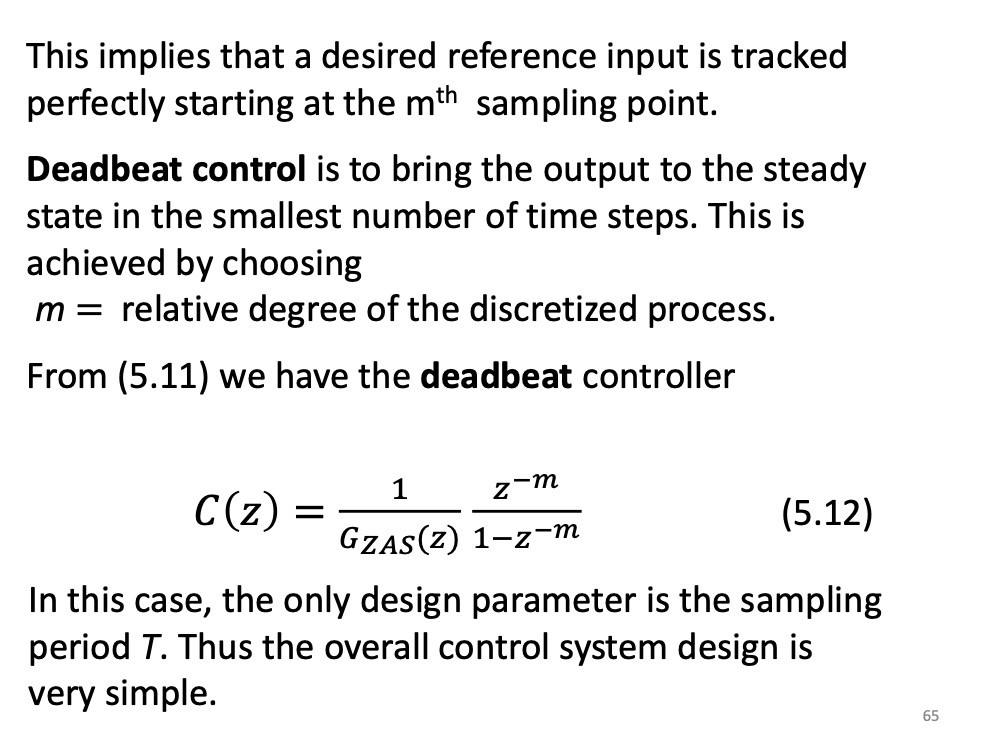 This implies that a desired reference input is tracked
perfectly starting at the mᵗʰ sampling point.
Deadbeat control is to bring the output to the steady
state in the smallest number of time steps. This is
achieved by choosing
m = relative degree of the discretized process.
From (5.11) we have the deadbeat controller
C(z) = \frac{1}{G_{ZAS}(z)} \frac{z^{-m}}{1-z^{-m}} (5.12)
In this case, the only design parameter is the sampling
period T. Thus the overall control system design is
very simple.
65